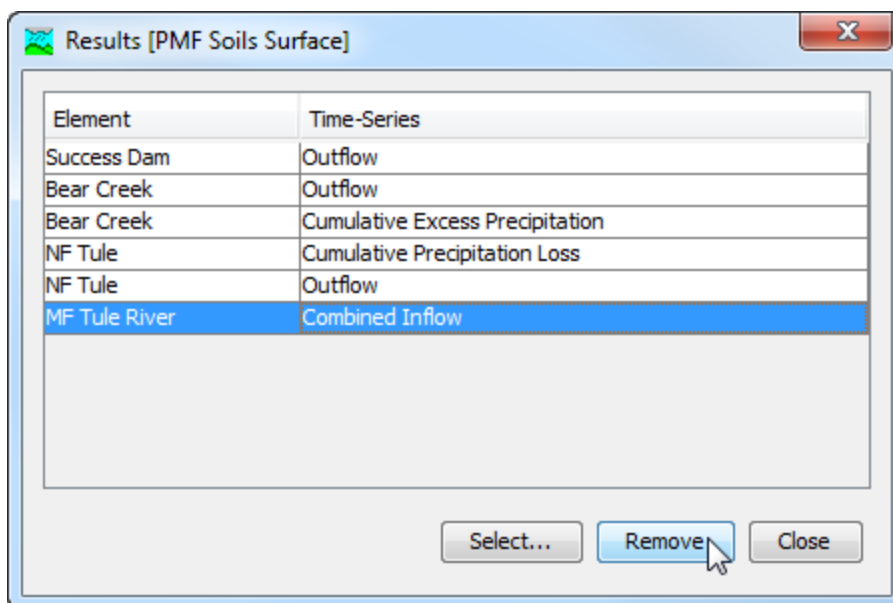 Results [PMF Soils Surface]
Element Time-Series
Success Dam Outflow
Bear Creek Outflow
Bear Creek Cumulative Excess Precipitation
NF Tule Cumulative Precipitation Loss
NF Tule Outflow
MF Tule River Combined Inflow
Select... Remove Close